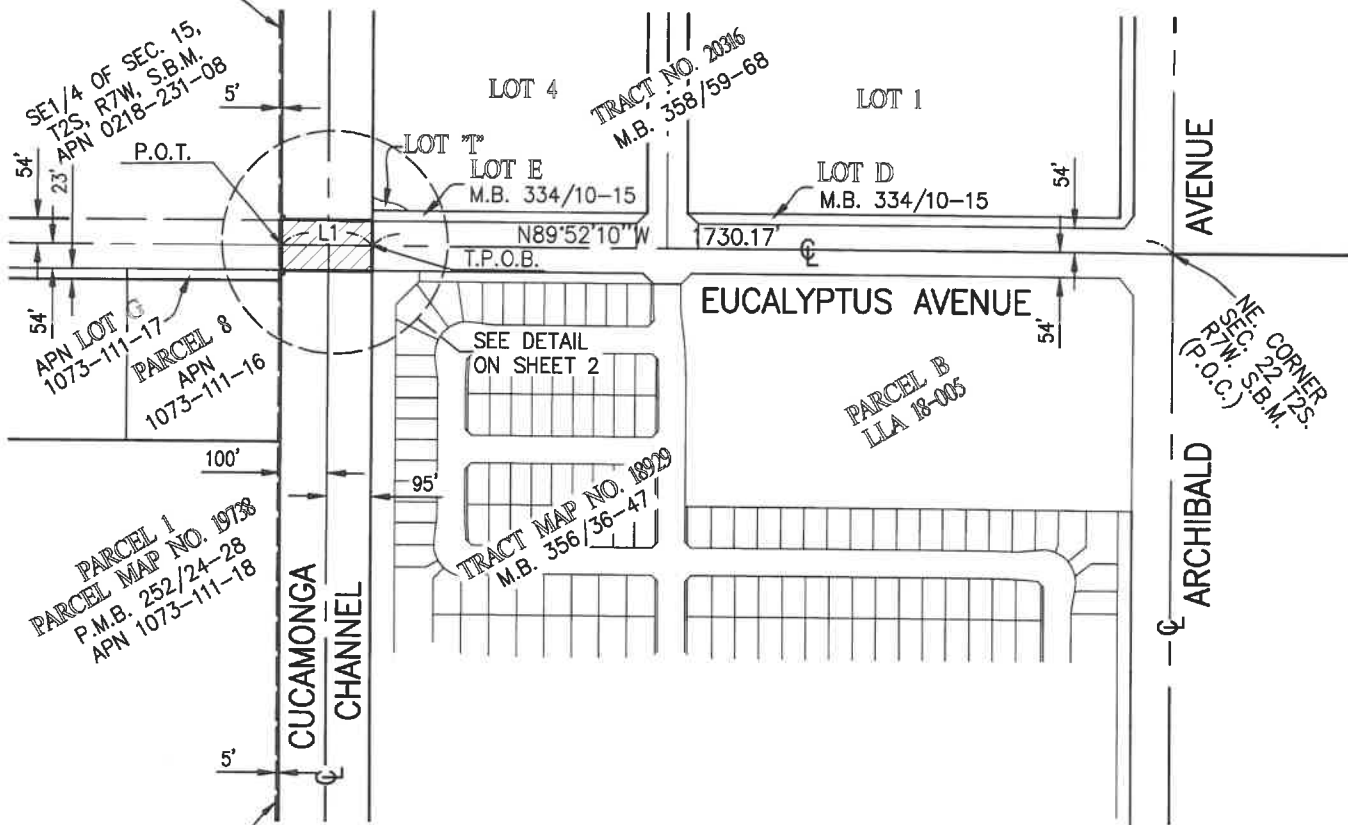 SE1/4 OF SEC. 15,
T2S, R7W, S.B.M.
APN 0218-231-08
5'
P.O.T.
54'
23'
LOT 4
TRACT NO. 20316
M.B. 358/59-68
LOT 1
LOT "T"
LOT E
M.B. 334/10-15
LOT D
M.B. 334/10-15
54'
AVENUE
L1
N89°52'10"W
1730.17'
T.P.O.B.
℄
EUCALYPTUS AVENUE
54'
54'
APN LOT G
1073-111-17
PARCEL 8
APN
1073-111-16
SEE DETAIL
ON SHEET 2
NE. CORNER
SEC. 22 T2S.
R7W. S.B.M.
(P.O.C.)
PARCEL B
LLA 18-005
100'
95'
PARCEL 1
PARCEL MAP NO. 19738
P.M.B. 252/24-28
APN 1073-111-18
TRACT MAP NO. 18929
M.B. 356/36-47
CUCAMONGA
CHANNEL
ARCHIBALD
℄
5'
℄